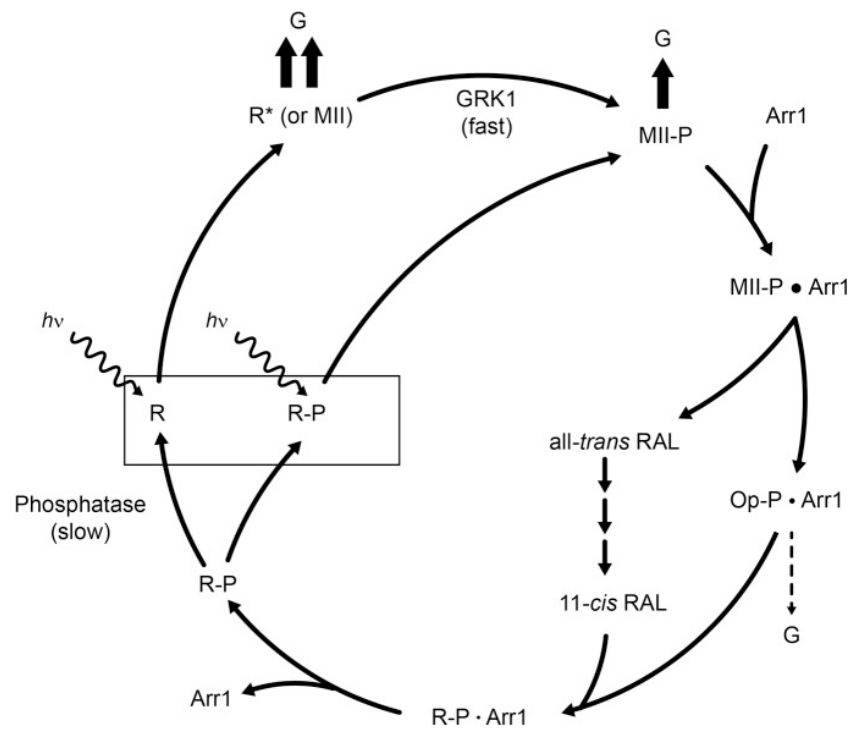 G
R* (or MII)
GRK1
(fast)
G
MII-P
Arr1
MII-P • Arr1
hν
hν
R
R-P
all-trans RAL
Op-P · Arr1
Phosphatase
(slow)
R-P
11-cis RAL
G
Arr1
R-P · Arr1